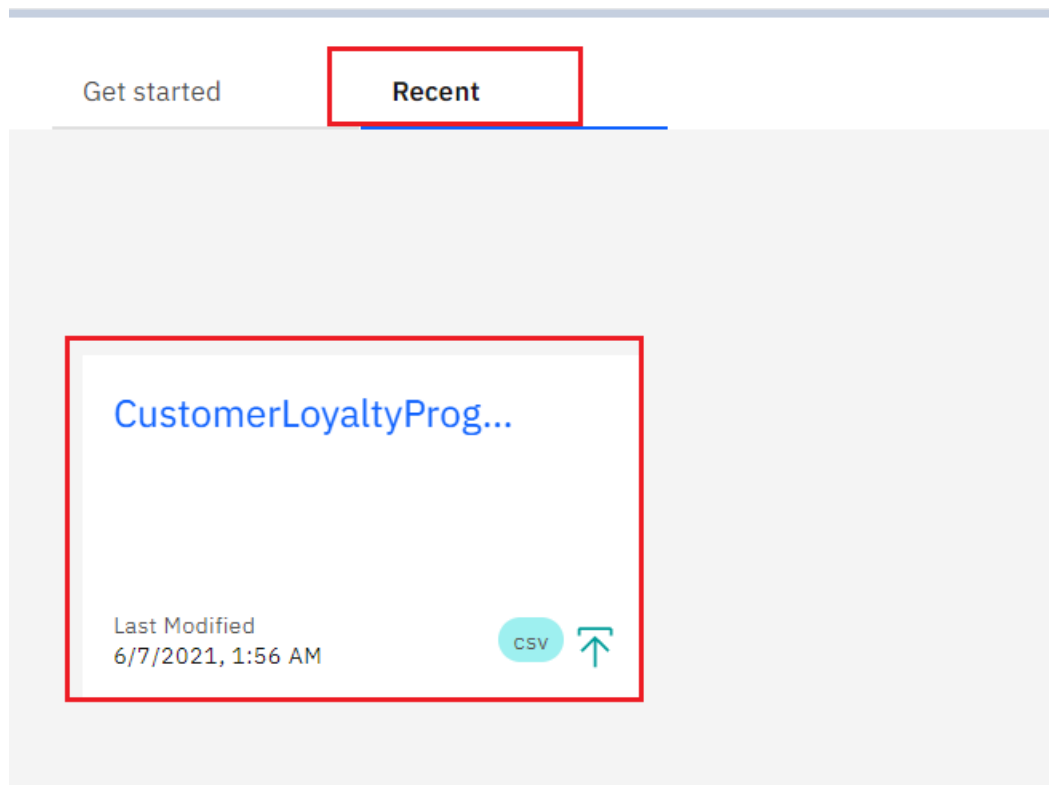 Get started
Recent
CustomerLoyaltyProg...
Last Modified
6/7/2021, 1:56 AM
csv